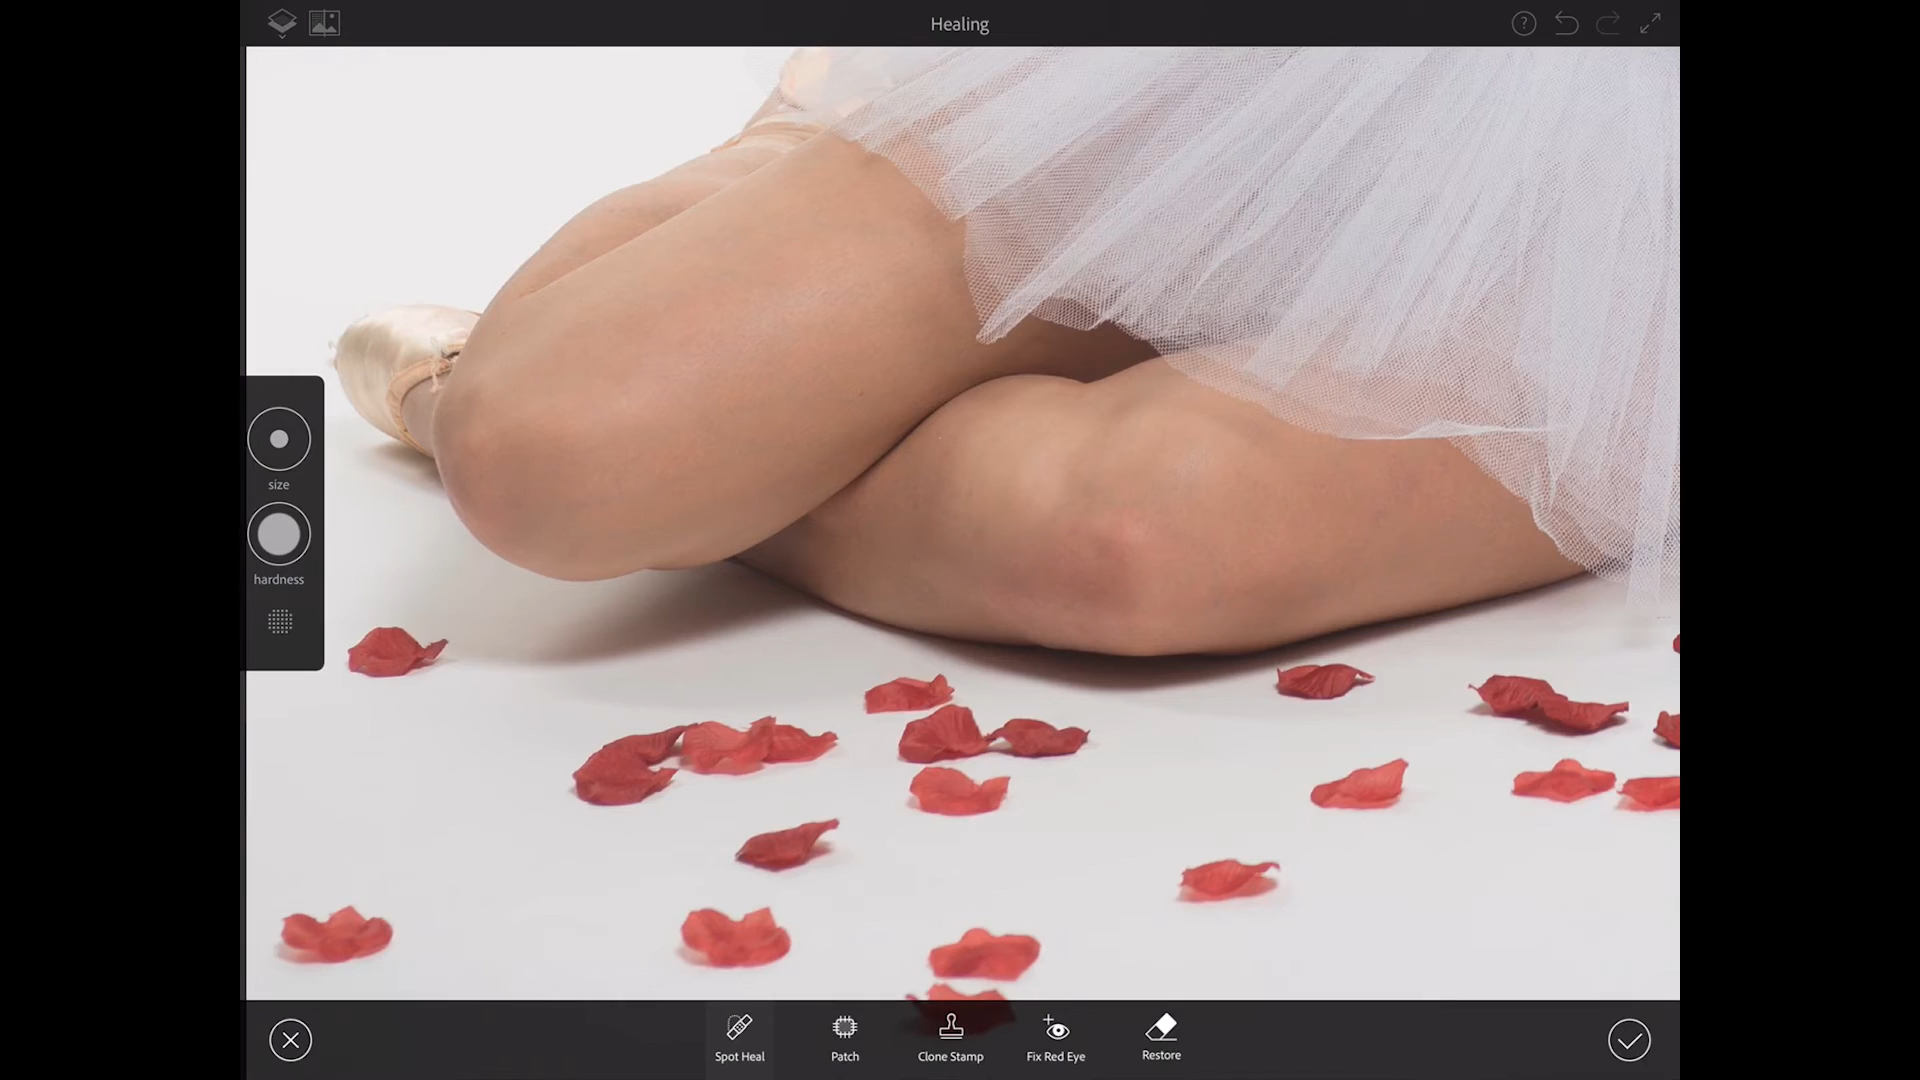 Healing
?
size
hardness
Spot Heal
Patch
Clone Stamp
Fix Red Eye
Restore